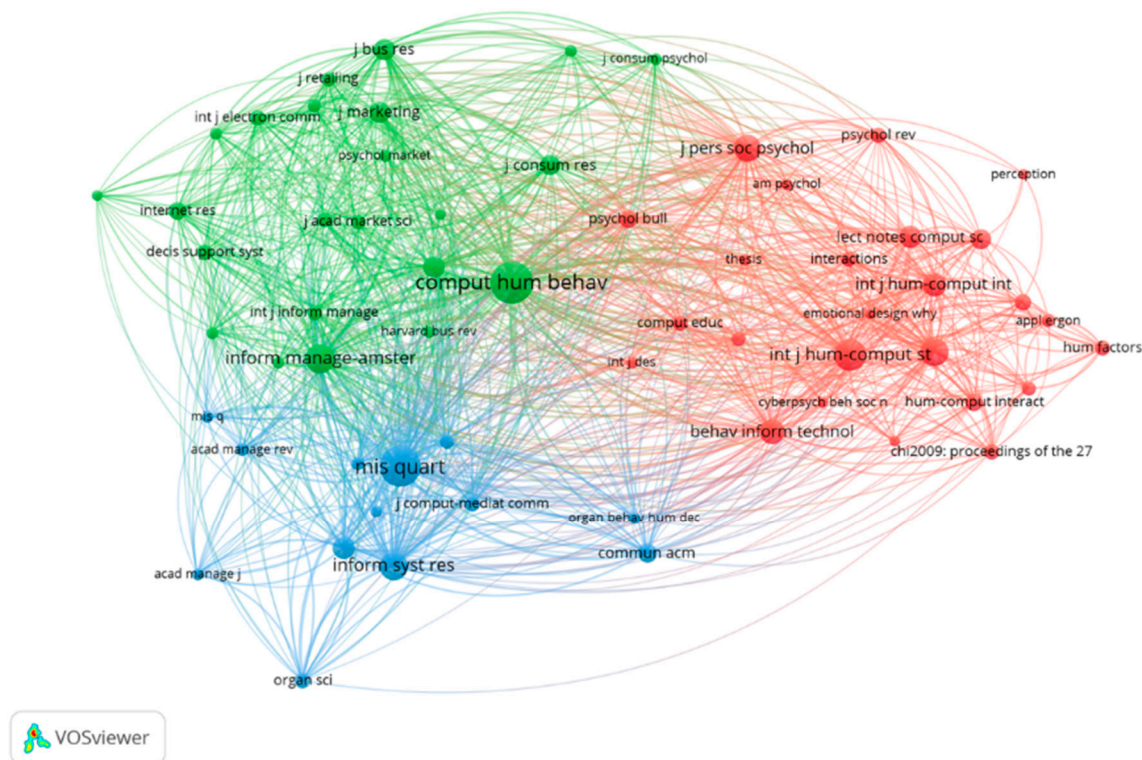 j bus res
j consum psychol
j retailing
int j electron comm
j marketing
psychol rev
j pers soc psychol
psychol market
j consum res
perception
am psychol
internet res
j acad market sci
psychol bull
lect notes comput sc
decis support syst
thesis
interactions
comput hum behav
int j hum-comput int
int j inform manage
emotional design why
comput educ
appl ergon
harvard bus rev
hum factors
inform manage-amster
int j hum-comput st
int j des
cyberpsych beh soc n
hum-comput interact
mis q
behav inform technol
acad manage rev
chi2009: proceedings of the 27
mis quart
j comput-mediat comm
organ behav hum dec
commun acm
inform syst res
acad manage j
organ sci
VOSviewer